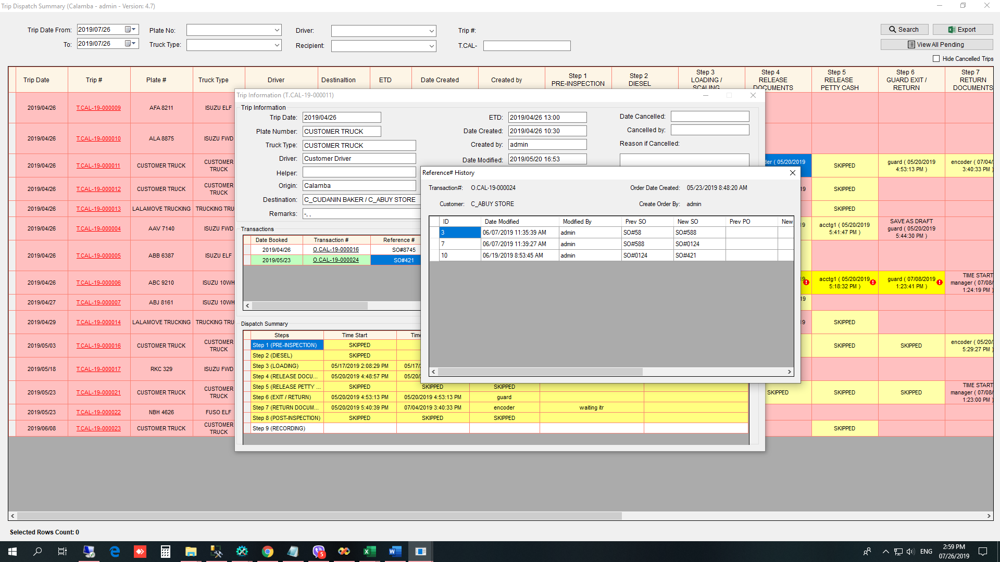 Trip Dispatch Summary (Calamba - admin - Version: 4.7)
Trip Date From: 2019/07/26 Plate No: Driver: Trip #: Search Export
To: 2019/07/26 Truck Type: Recipient: T.CAL- View All Pending
Hide Cancelled Trips
Trip Date Trip # Plate # Truck Type Driver Destinaltion ETD Date Created Created by
Step 1
PRE-INSPECTION
Step 2
DIESEL
Step 3
LOADING /
SCALING
Step 4
RELEASE
DOCUMENTS
Step 5
RELEASE
PETTY CASH
Step 6
GUARD EXIT /
RETURN
Step 7
RETURN
DOCUMENTS
2019/04/26 T.CAL-19-000009 AFA 8211 ISUZU ELF
2019/04/26 T.CAL-19-000010 ALA 8875 ISUZU FWD
2019/04/26 T.CAL-19-000011 CUSTOMER TRUCK CUSTOMER TRUCK der ( 05/20/2019 SKIPPED guard ( 05/20/2019 4:53:13 PM ) encoder ( 07/04/ 3:40:33 PM )
2019/04/26 T.CAL-19-000012 CUSTOMER TRUCK CUSTOMER TRUCK 19 SKIPPED
2019/04/26 T.CAL-19-000013 LALAMOVE TRUCKING TRUCKING TRU SKIPPED
2019/04/26 T.CAL-19-000004 AAV 7140 ISUZU FWD 19 acctg1 ( 05/20/2019 5:41:47 PM ) SAVE AS DRAFT guard ( 05/20/2019 5:44:30 PM )
2019/04/26 T.CAL-19-000005 ABB 6387 ISUZU ELF
2019/04/26 T.CAL-19-000006 ABC 9210 ISUZU 10WH 19 acctg1 ( 05/20/2019 5:18:32 PM ) guard ( 07/08/2019 1:23:41 PM ) TIME START manager ( 07/08/ 1:24:19 PM )
2019/04/27 T.CAL-19-000007 ABJ 8161 ISUZU 10WH 19
2019/04/29 T.CAL-19-000014 LALAMOVE TRUCKING TRUCKING TRU 19 SKIPPED
2019/05/03 T.CAL-19-000016 CUSTOMER TRUCK CUSTOMER TRUCK SKIPPED SKIPPED encoder ( 05/20/ 5:29:27 PM )
2019/05/18 T.CAL-19-000017 RKC 329 ISUZU FWD
2019/05/23 T.CAL-19-000021 CUSTOMER TRUCK CUSTOMER TRUCK SKIPPED SKIPPED SKIPPED TIME START manager ( 07/08/ 1:23:00 PM )
2019/05/23 T.CAL-19-000022 NBH 4626 FUSO ELF
2019/06/08 T.CAL-19-000023 CUSTOMER TRUCK CUSTOMER TRUCK SKIPPED
Trip Information (T.CAL-19-000011)
Trip Information
Trip Date: 2019/04/26
Plate Number: CUSTOMER TRUCK
Truck Type: CUSTOMER TRUCK
Driver: Customer Driver
Helper:
Origin: Calamba
Destination: C_CUDANIN BAKER / C_ABUY STORE
Remarks: -, ,
ETD: 2019/04/26 13:00
Date Created: 2019/04/26 10:30
Created by: admin
Date Modified: 2019/05/20 16:53
Date Cancelled:
Cancelled by:
Reason if Cancelled:
Transactions
Date Booked Transaction # Reference #
2019/04/26 O.CAL-19-000016 SO#8745
2019/05/23 O.CAL-19-000024 SO#421
Dispatch Summary
Steps Time Start Time
Step 1 (PRE-INSPECTION) SKIPPED
Step 2 (DIESEL) SKIPPED
Step 3 (LOADING) 05/17/2019 2:08:29 PM 05/17/
Step 4 (RELEASE DOCU... 05/20/2019 4:48:57 PM 05/20/
Step 5 (RELEASE PETTY ... SKIPPED SKIPPED SKIPPED
Step 6 (EXIT / RETURN) 05/20/2019 4:53:13 PM 05/20/2019 4:53:13 PM guard
Step 7 (RETURN DOCUM... 05/20/2019 5:40:39 PM 07/04/2019 3:40:33 PM encoder waiting itr
Step 8 (POST-INSPECTION) SKIPPED SKIPPED SKIPPED
Step 9 (RECORDING)
Reference# History
Transaction#: O.CAL-19-000024 Order Date Created: 05/23/2019 8:48:20 AM
Customer: C_ABUY STORE Create Order By: admin
ID Date Modified Modified By Prev SO New SO Prev PO New
3 06/07/2019 11:35:39 AM admin SO#58 SO#588
7 06/07/2019 11:39:27 AM admin SO#588 SO#0124
10 06/19/2019 8:53:45 AM admin SO#0124 SO#421
Selected Rows Count: 0
5
ENG
2:59 PM
07/26/2019